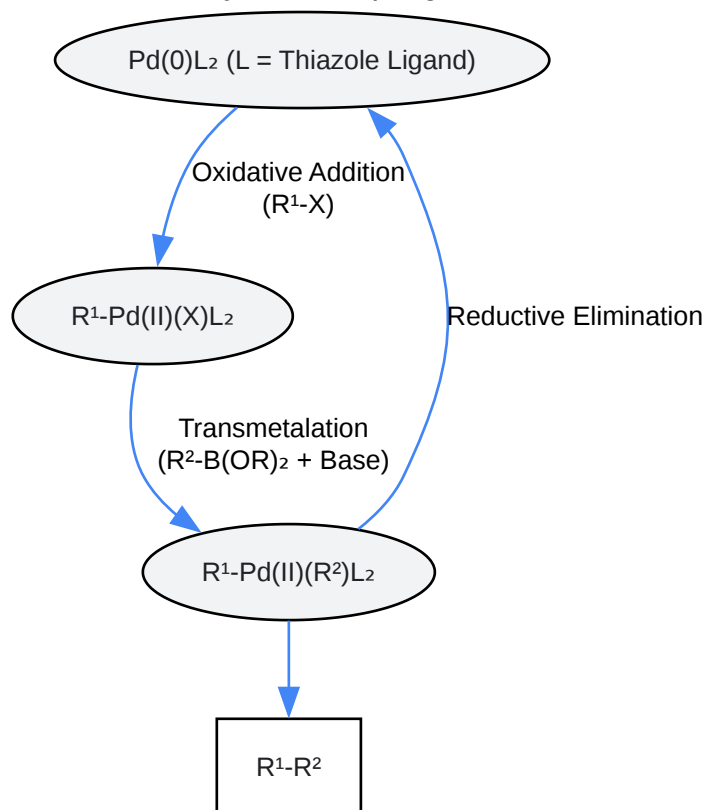 Pd(0)L₂ (L = Thiazole Ligand)
Oxidative Addition
(R¹-X)
R¹-Pd(II)(X)L₂
Reductive Elimination
Transmetalation
(R²-B(OR)₂ + Base)
R¹-Pd(II)(R²)L₂
R¹-R²